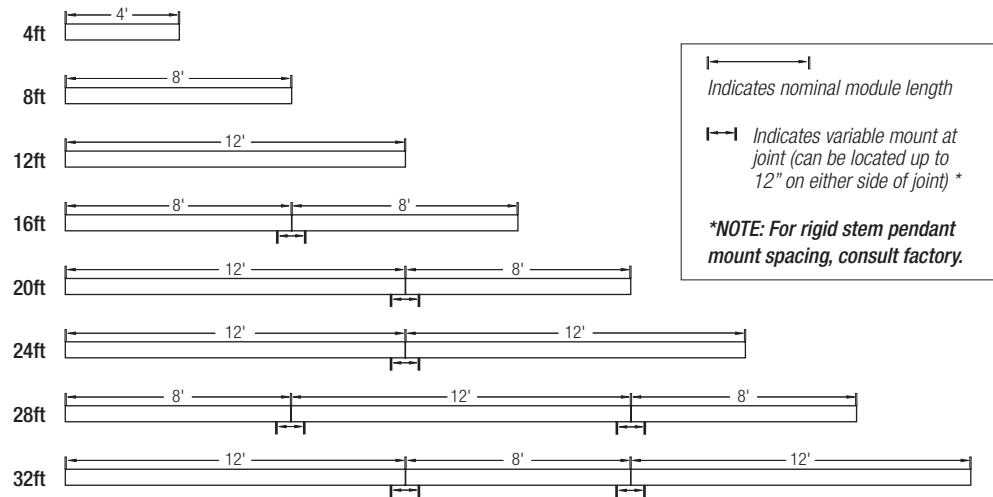 4ft 4'
8ft 8'
12ft 12'
16ft 8' 8'
20ft 12' 8'
24ft 12' 12'
28ft 8' 12' 8'
32ft 12' 8' 12'
Indicates nominal module length
Indicates variable mount at
joint (can be located up to
12” on either side of joint) *
*NOTE: For rigid stem pendant
mount spacing, consult factory.